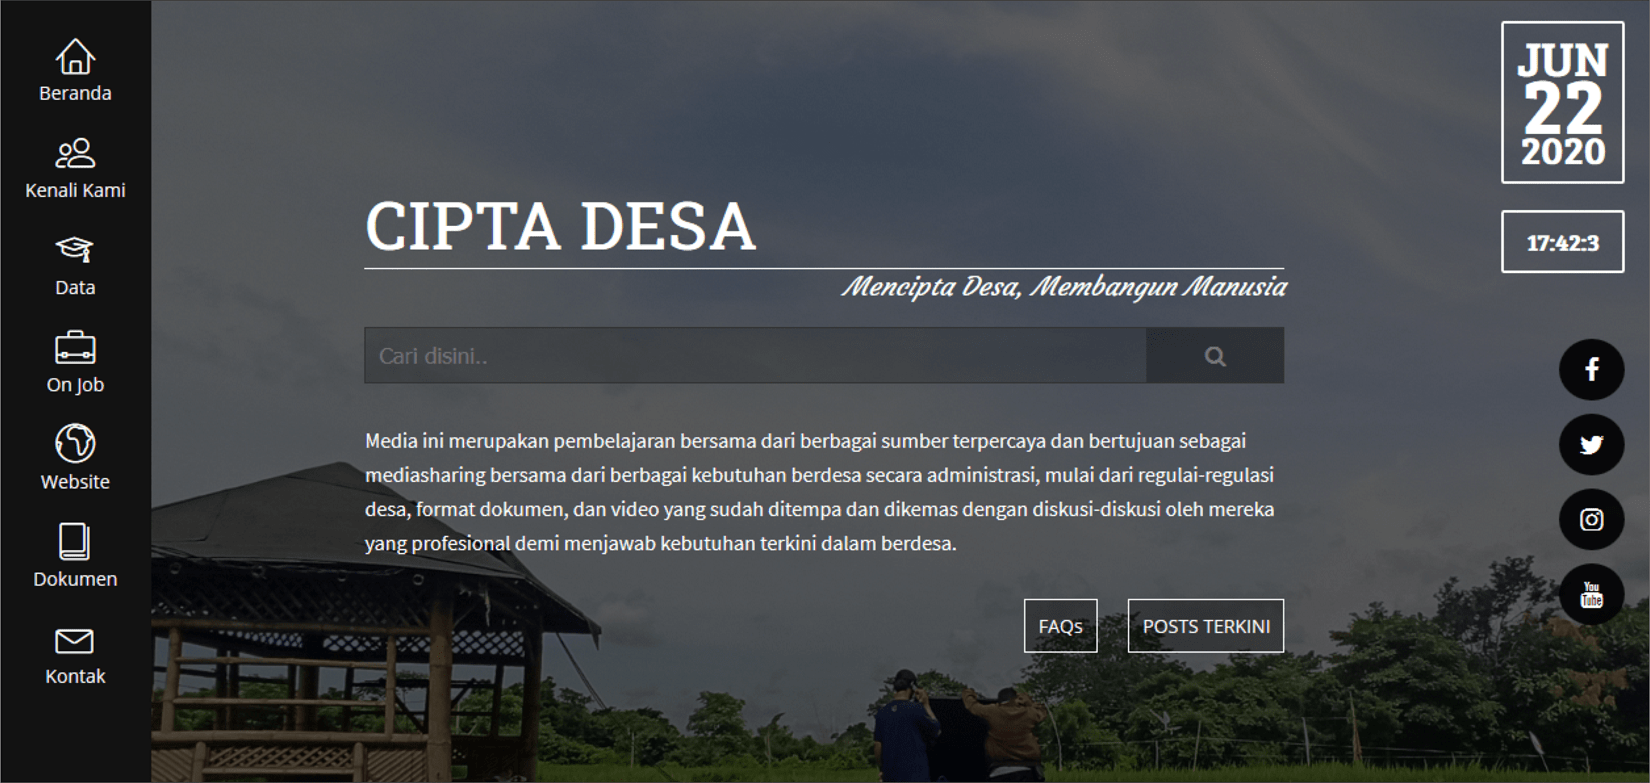 Beranda
Kenali Kami
Data
On Job
Website
Dokumen
Kontak
CIPTA DESA
Mencipta Desa, Membangun Manusia
Cari disini..
Media ini merupakan pembelajaran bersama dari berbagai sumber terpercaya dan bertujuan sebagai
mediasharing bersama dari berbagai kebutuhan berdesa secara administrasi, mulai dari regulai-regulasi
desa, format dokumen, dan video yang sudah ditempa dan dikemas dengan diskusi-diskusi oleh mereka
yang profesional demi menjawab kebutuhan terkini dalam berdesa.
FAQs
POSTS TERKINI
JUN
22
2020
17:42:3
You
Tube